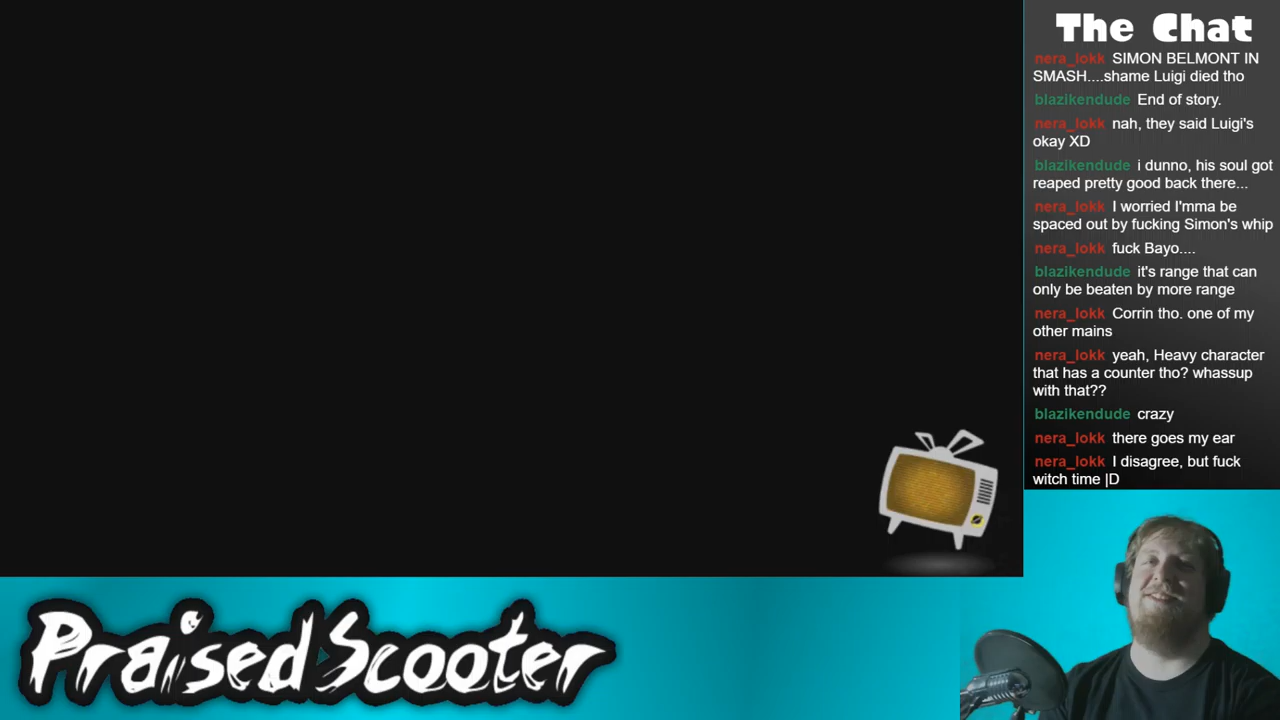 The Chat
nera_lokk SIMON BELMONT IN
SMASH....shame Luigi died tho
blazikendude End of story.
nera_lokk nah, they said Luigi's
okay XD
blazikendude i dunno, his soul got
reaped pretty good back there...
nera_lokk I worried I'mma be
spaced out by fucking Simon's whip
nera_lokk fuck Bayo....
blazikendude it's range that can
only be beaten by more range
nera_lokk Corrin tho. one of my
other mains
nera_lokk yeah, Heavy character
that has a counter tho? whassup
with that??
blazikendude crazy
nera_lokk there goes my ear
nera_lokk I disagree, but fuck
witch time |D
PraisedScooter